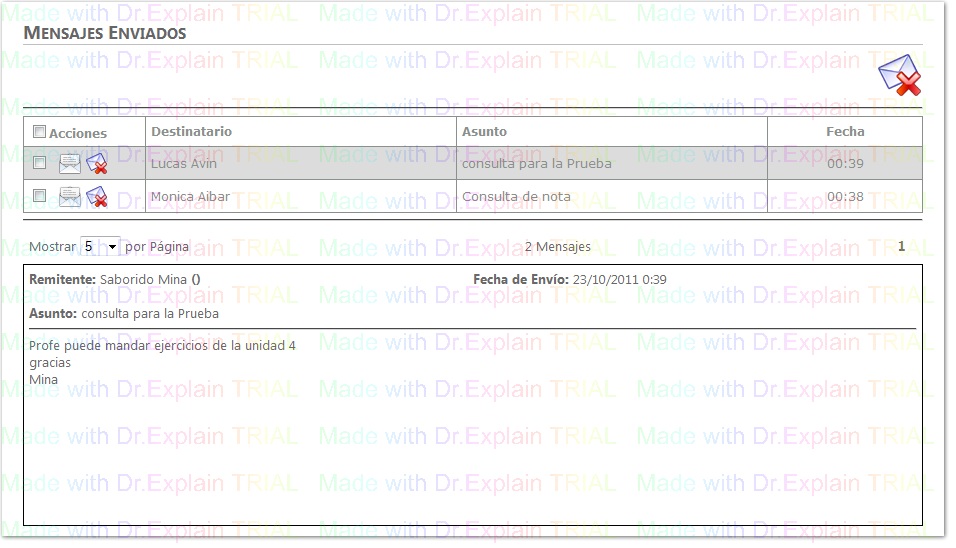 MENSAJES ENVIADOS
Acciones Destinatario Asunto Fecha
Lucas Avin consulta para la Prueba 00:39
Monica Aibar Consulta de nota 00:38
Mostrar 5 por Página 2 Mensajes 1
Remitente: Saborido Mina () Fecha de Envío: 23/10/2011 0:39
Asunto: consulta para la Prueba
Profe puede mandar ejercicios de la unidad 4
gracias
Mina
Made with Dr.Explain TRIAL